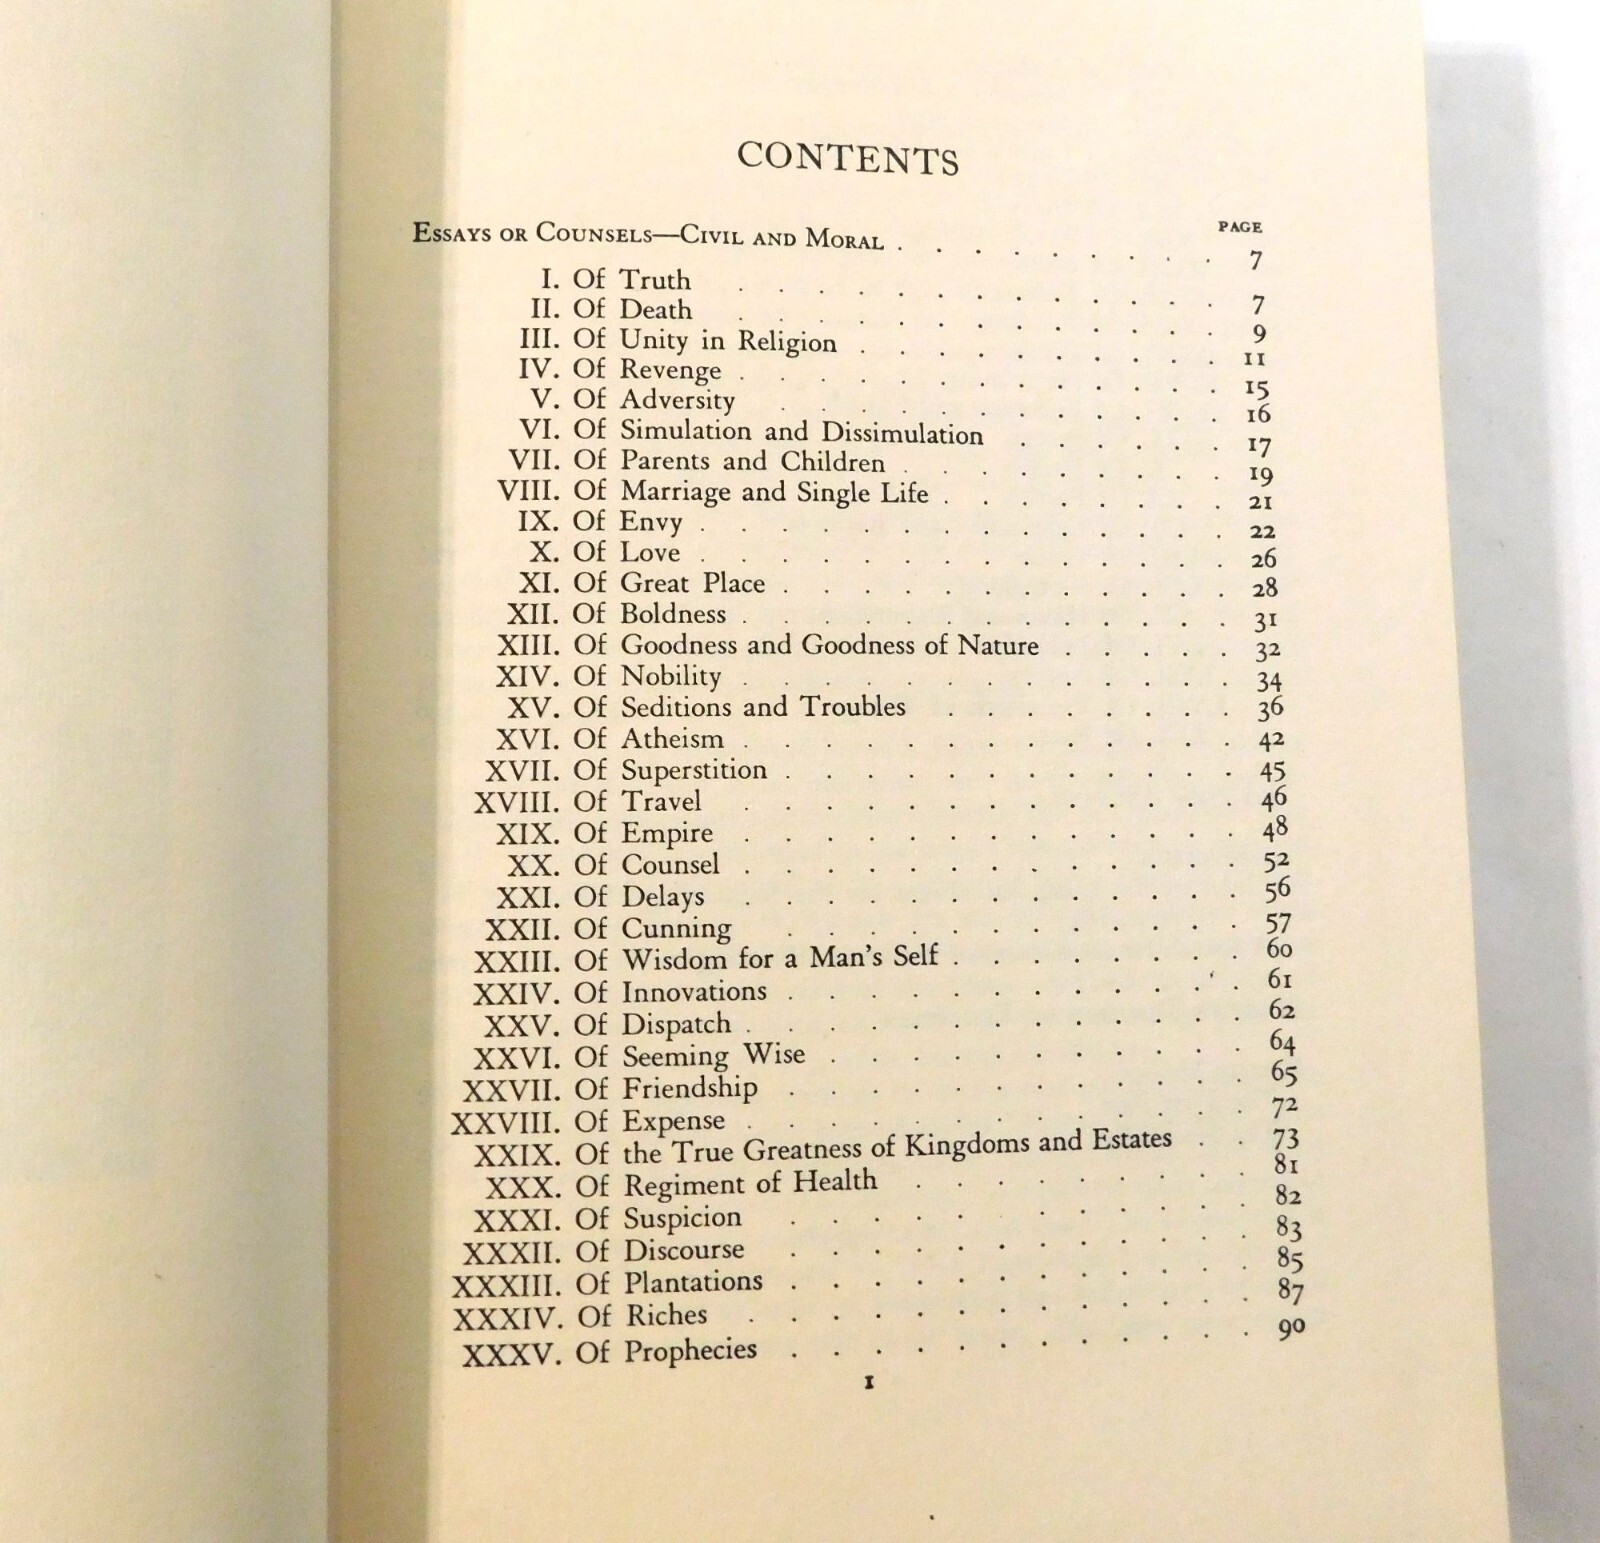 CONTENTS
PAGE
Essays or Counsels—Civil and Moral . . . . . . . . . 7
I. Of Truth . . . . . . . . . . . . . 7
II. Of Death . . . . . . . . . . . . . 9
III. Of Unity in Religion . . . . . . . . . . 11
IV. Of Revenge . . . . . . . . . . . . . 15
V. Of Adversity . . . . . . . . . . . . 16
VI. Of Simulation and Dissimulation . . . . . . 17
VII. Of Parents and Children . . . . . . . . . 19
VIII. Of Marriage and Single Life . . . . . . . . 21
IX. Of Envy . . . . . . . . . . . . . . 22
X. Of Love . . . . . . . . . . . . . . 26
XI. Of Great Place . . . . . . . . . . . . 28
XII. Of Boldness . . . . . . . . . . . . . 31
XIII. Of Goodness and Goodness of Nature . . . . . 32
XIV. Of Nobility . . . . . . . . . . . . . 34
XV. Of Seditions and Troubles . . . . . . . . 36
XVI. Of Atheism . . . . . . . . . . . . . 42
XVII. Of Superstition . . . . . . . . . . . . 45
XVIII. Of Travel . . . . . . . . . . . . . 46
XIX. Of Empire . . . . . . . . . . . . . 48
XX. Of Counsel . . . . . . . . . . . . . 52
XXI. Of Delays . . . . . . . . . . . . . 56
XXII. Of Cunning . . . . . . . . . . . . 57
XXIII. Of Wisdom for a Man's Self . . . . . . . . 60
XXIV. Of Innovations . . . . . . . . . . . . 61
XXV. Of Dispatch . . . . . . . . . . . . . 62
XXVI. Of Seeming Wise . . . . . . . . . . . 64
XXVII. Of Friendship . . . . . . . . . . . . 65
XXVIII. Of Expense . . . . . . . . . . . . . 72
XXIX. Of the True Greatness of Kingdoms and Estates . . 73
XXX. Of Regiment of Health . . . . . . . . . 81
XXXI. Of Suspicion . . . . . . . . . . . . 82
XXXII. Of Discourse . . . . . . . . . . . . 83
XXXIII. Of Plantations . . . . . . . . . . . . 85
XXXIV. Of Riches . . . . . . . . . . . . . 87
XXXV. Of Prophecies . . . . . . . . . . . . 90
1